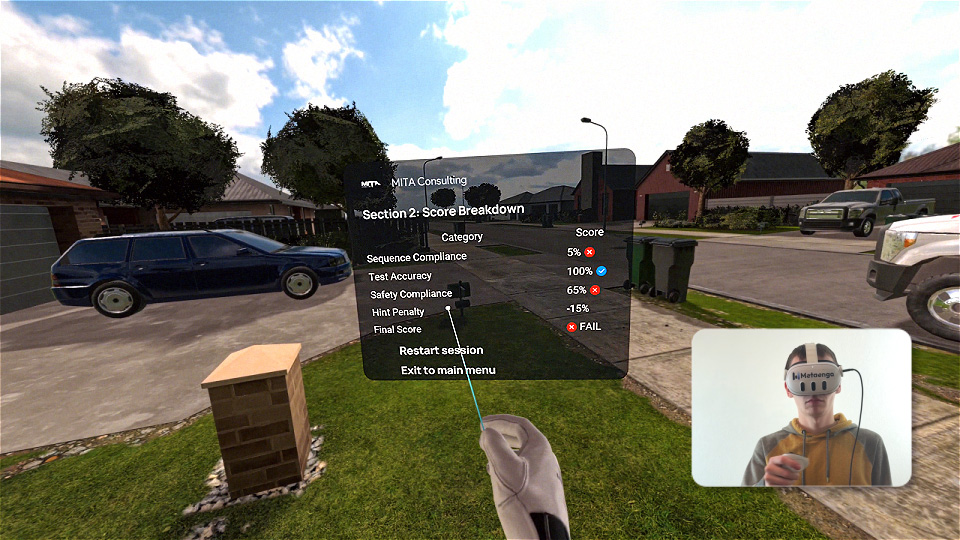 MITA MITA Consulting
Section 2: Score Breakdown
Category Score
Sequence Compliance 5%
Test Accuracy 100%
Safety Compliance 65%
Hint Penalty -15%
Final Score FAIL
Restart session
Exit to main menu
Metaenga